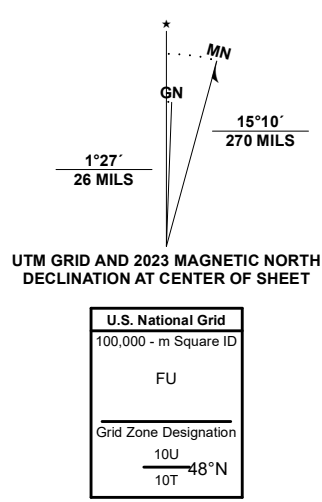 ★
MN
GN
15°10´
270 MILS
1°27´
26 MILS
UTM GRID AND 2023 MAGNETIC NORTH
DECLINATION AT CENTER OF SHEET
U.S. National Grid
100,000 - m Square ID
FU
Grid Zone Designation
10U
48°N
10T